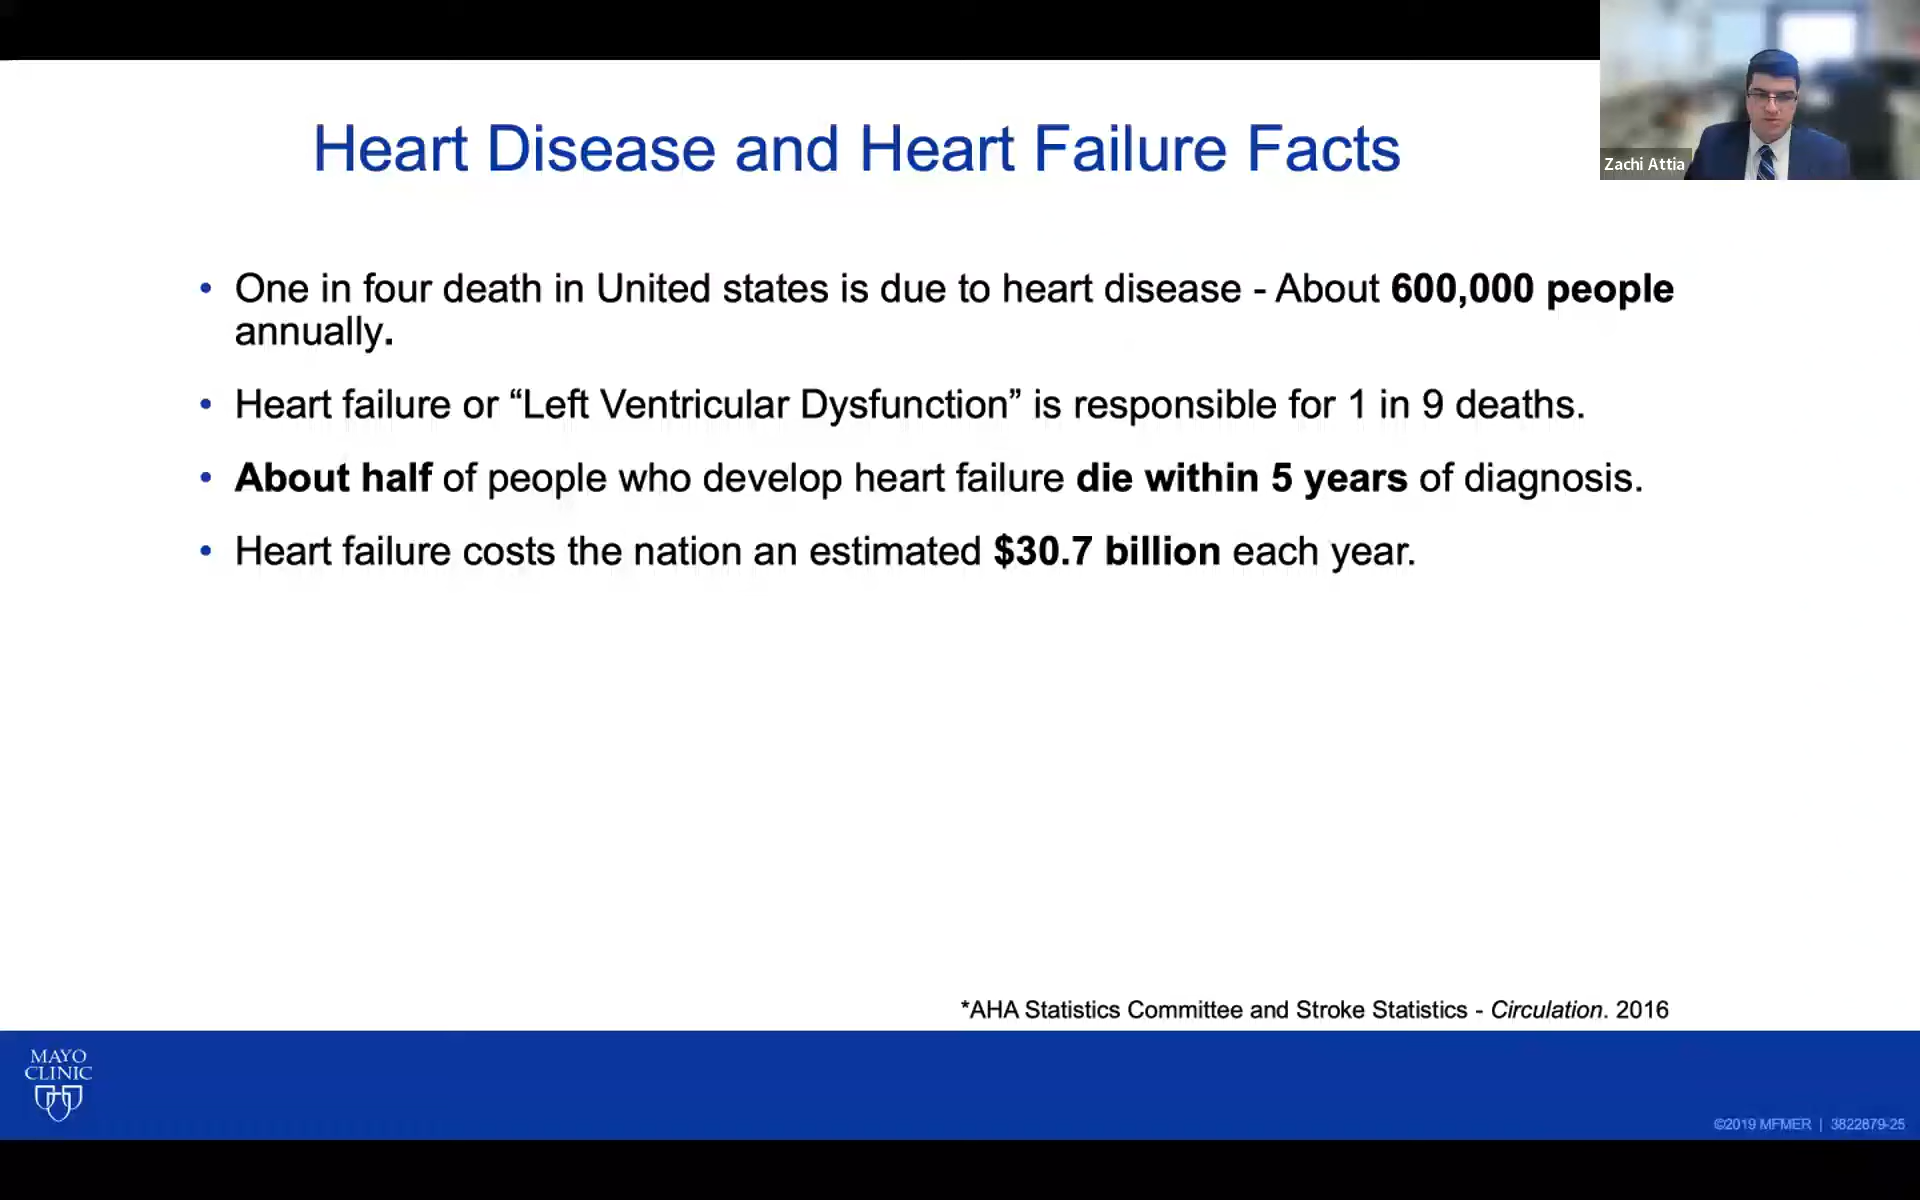 Heart Disease and Heart Failure Facts
Zachi Attia
• One in four death in United states is due to heart disease - About 600,000 people
annually.
• Heart failure or “Left Ventricular Dysfunction” is responsible for 1 in 9 deaths.
• About half of people who develop heart failure die within 5 years of diagnosis.
• Heart failure costs the nation an estimated $30.7 billion each year.
*AHA Statistics Committee and Stroke Statistics - Circulation. 2016
MAYO
CLINIC
©2019 MFMER | 3822879-25